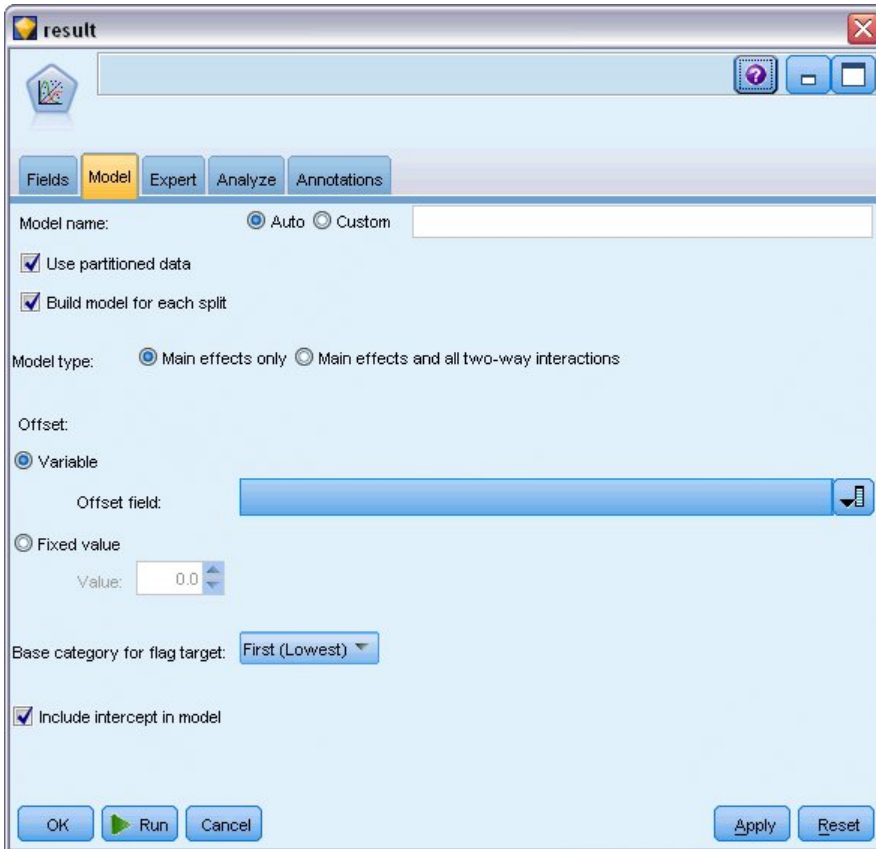 result
?
Fields Model Expert Analyze Annotations
Model name: Auto Custom
Use partitioned data
Build model for each split
Model type: Main effects only Main effects and all two-way interactions
Offset:
Variable
Offset field:
Fixed value
Value: 0.0
Base category for flag target: First (Lowest)
Include intercept in model
OK Run Cancel Apply Reset